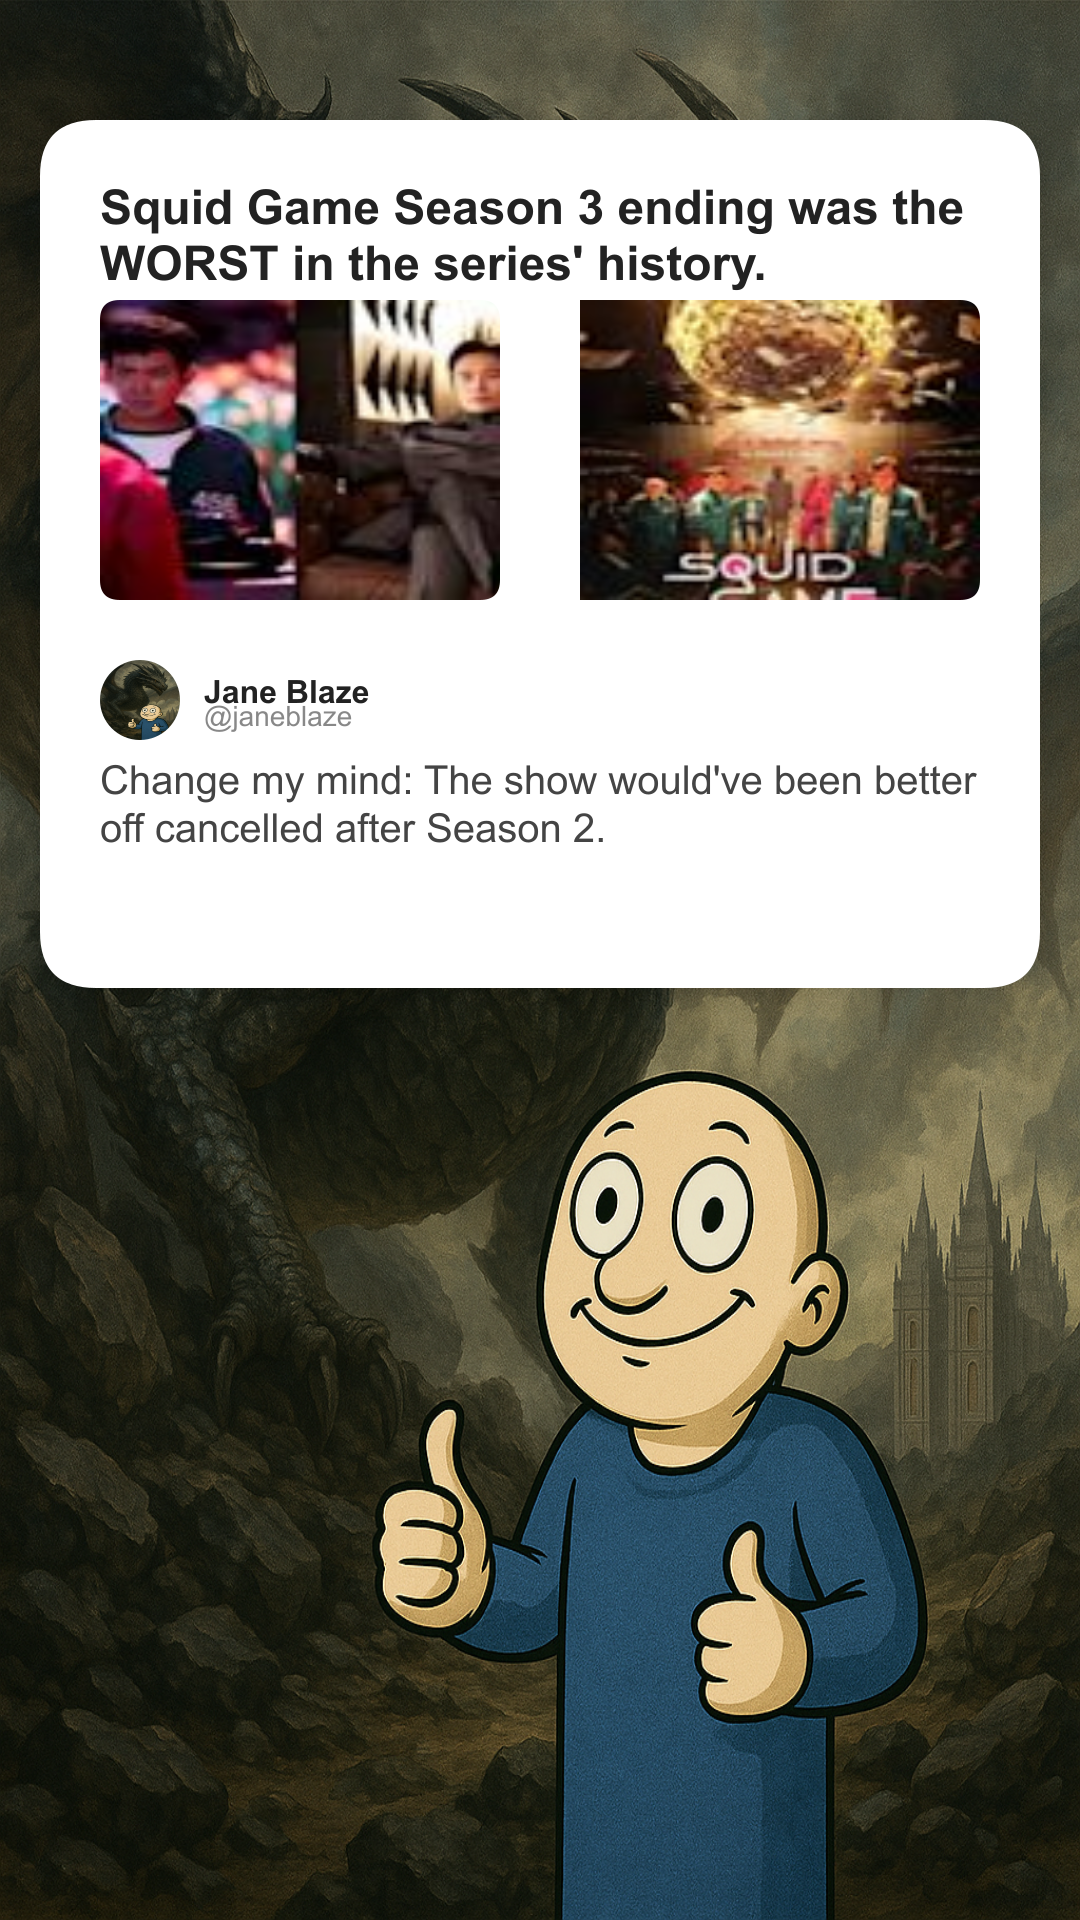 Squid Game Season 3 ending was the
WORST in the series' history.
456
SQUID
GAME
Jane Blaze
@janeblaze
Change my mind: The show would've been better
off cancelled after Season 2.